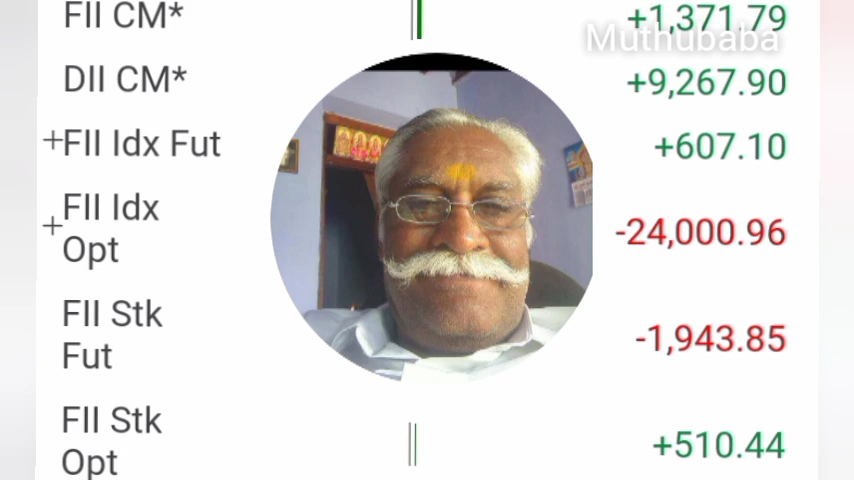 FII CM* +1,371.79
Muthubaba
DII CM* +9,267.90
+FII Idx Fut +607.10
+FII Idx
Opt -24,000.96
FII Stk
Fut -1,943.85
FII Stk
Opt +510.44